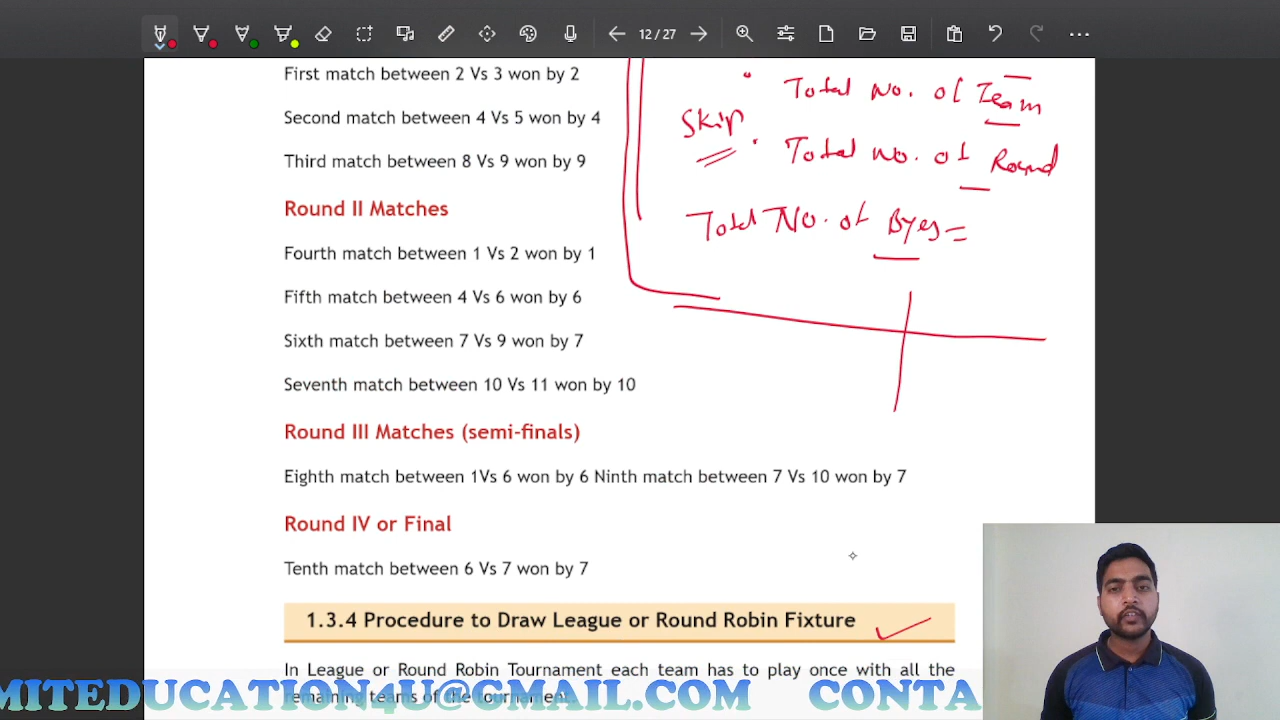 12/27
First match between 2 Vs 3 won by 2
Second match between 4 Vs 5 won by 4
Third match between 8 Vs 9 won by 9
Round II Matches
Fourth match between 1 Vs 2 won by 1
Fifth match between 4 Vs 6 won by 6
Sixth match between 7 Vs 9 won by 7
Seventh match between 10 Vs 11 won by 10
Round III Matches (semi-finals)
Eighth match between 1Vs 6 won by 6 Ninth match between 7 Vs 10 won by 7
Round IV or Final
Tenth match between 6 Vs 7 won by 7
1.3.4 Procedure to Draw League or Round Robin Fixture
In League or Round Robin Tournament each team has to play once with all the
remaining teams of the tournament.
Total No. of Team
Skip
Total No. of Round
Total No. of Byes =
MITEDUCATION4U@GMAIL.COM CONTA